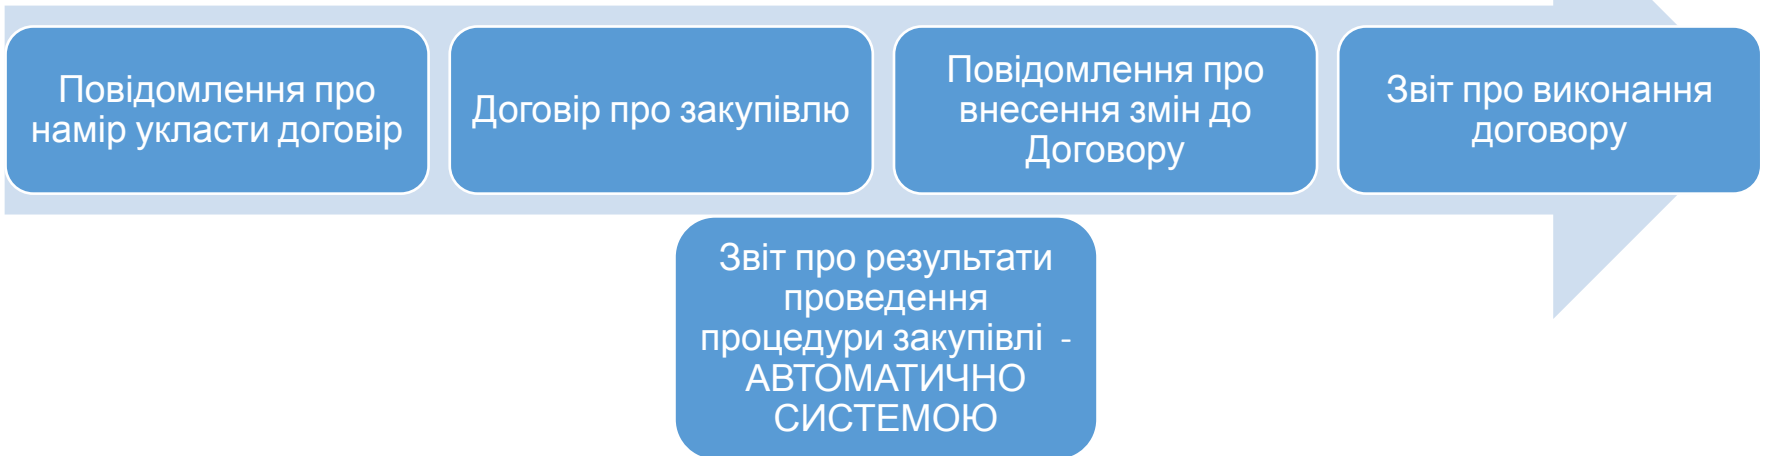 Повідомлення про
намір укласти договір
Договір про закупівлю
Повідомлення про
внесення змін до
Договору
Звіт про виконання
договору
Звіт про результати
проведення
процедури закупівлі -
АВТОМАТИЧНО
СИСТЕМОЮ